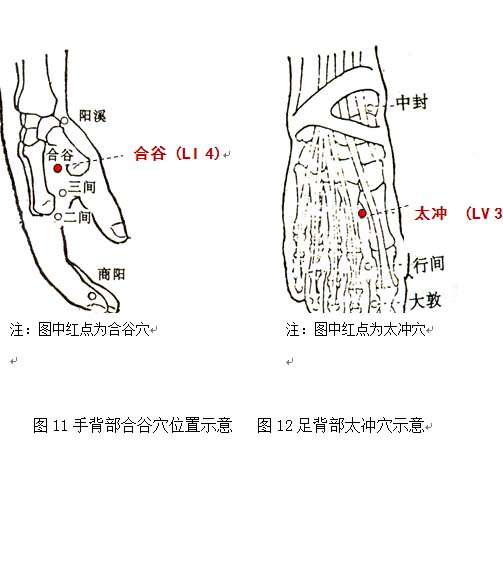 阳溪
合谷
合谷 (LI 4)
三间
二间
商阳
注: 图中红点为合谷穴
图 11 手背部合谷穴位置示意
中封
太冲 (LV 3
行间
大敦
注: 图中红点为太冲穴
图 12 足背部太冲穴示意